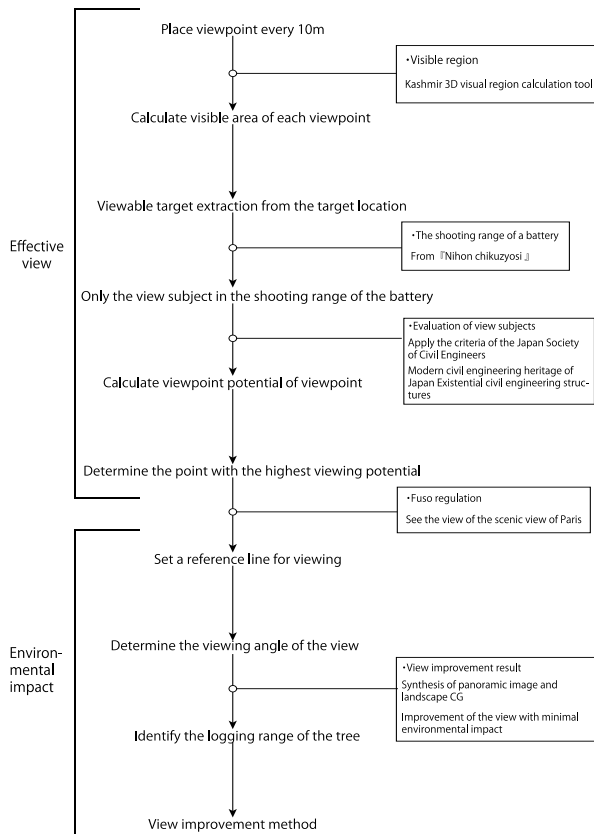 Place viewpoint every 10m
・Visible region
Kashmir 3D visual region calculation tool
Calculate visible area of each viewpoint
Viewable target extraction from the target location
・The shooting range of a battery
From『Nihon chikuzyosi 』
Effective
view
Only the view subject in the shooting range of the battery
・Evaluation of view subjects
Apply the criteria of the Japan Society
of Civil Engineers
Modern civil engineering heritage of
Japan Existential civil engineering struc-
tures
Calculate viewpoint potential of viewpoint
Determine the point with the highest viewing potential
・Fuso regulation
See the view of the scenic view of Paris
Set a reference line for viewing
Determine the viewing angle of the view
Environ-
mental
impact
・View improvement result
Synthesis of panoramic image and
landscape CG
Improvement of the view with minimal
environmental impact
Identify the logging range of the tree
View improvement method